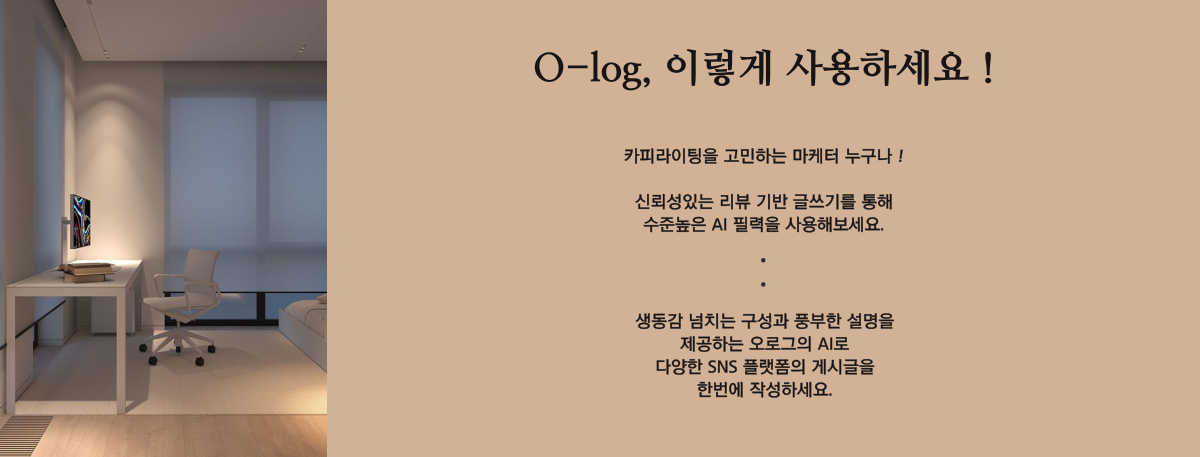 O-log, 이렇게 사용하세요 !
카피라이팅을 고민하는 마케터 누구나 !
신뢰성있는 리뷰 기반 글쓰기를 통해
수준높은 AI 필력을 사용해보세요.
•
•
생동감 넘치는 구성과 풍부한 설명을
제공하는 오로그의 AI로
다양한 SNS 플랫폼의 게시글을
한번에 작성하세요.